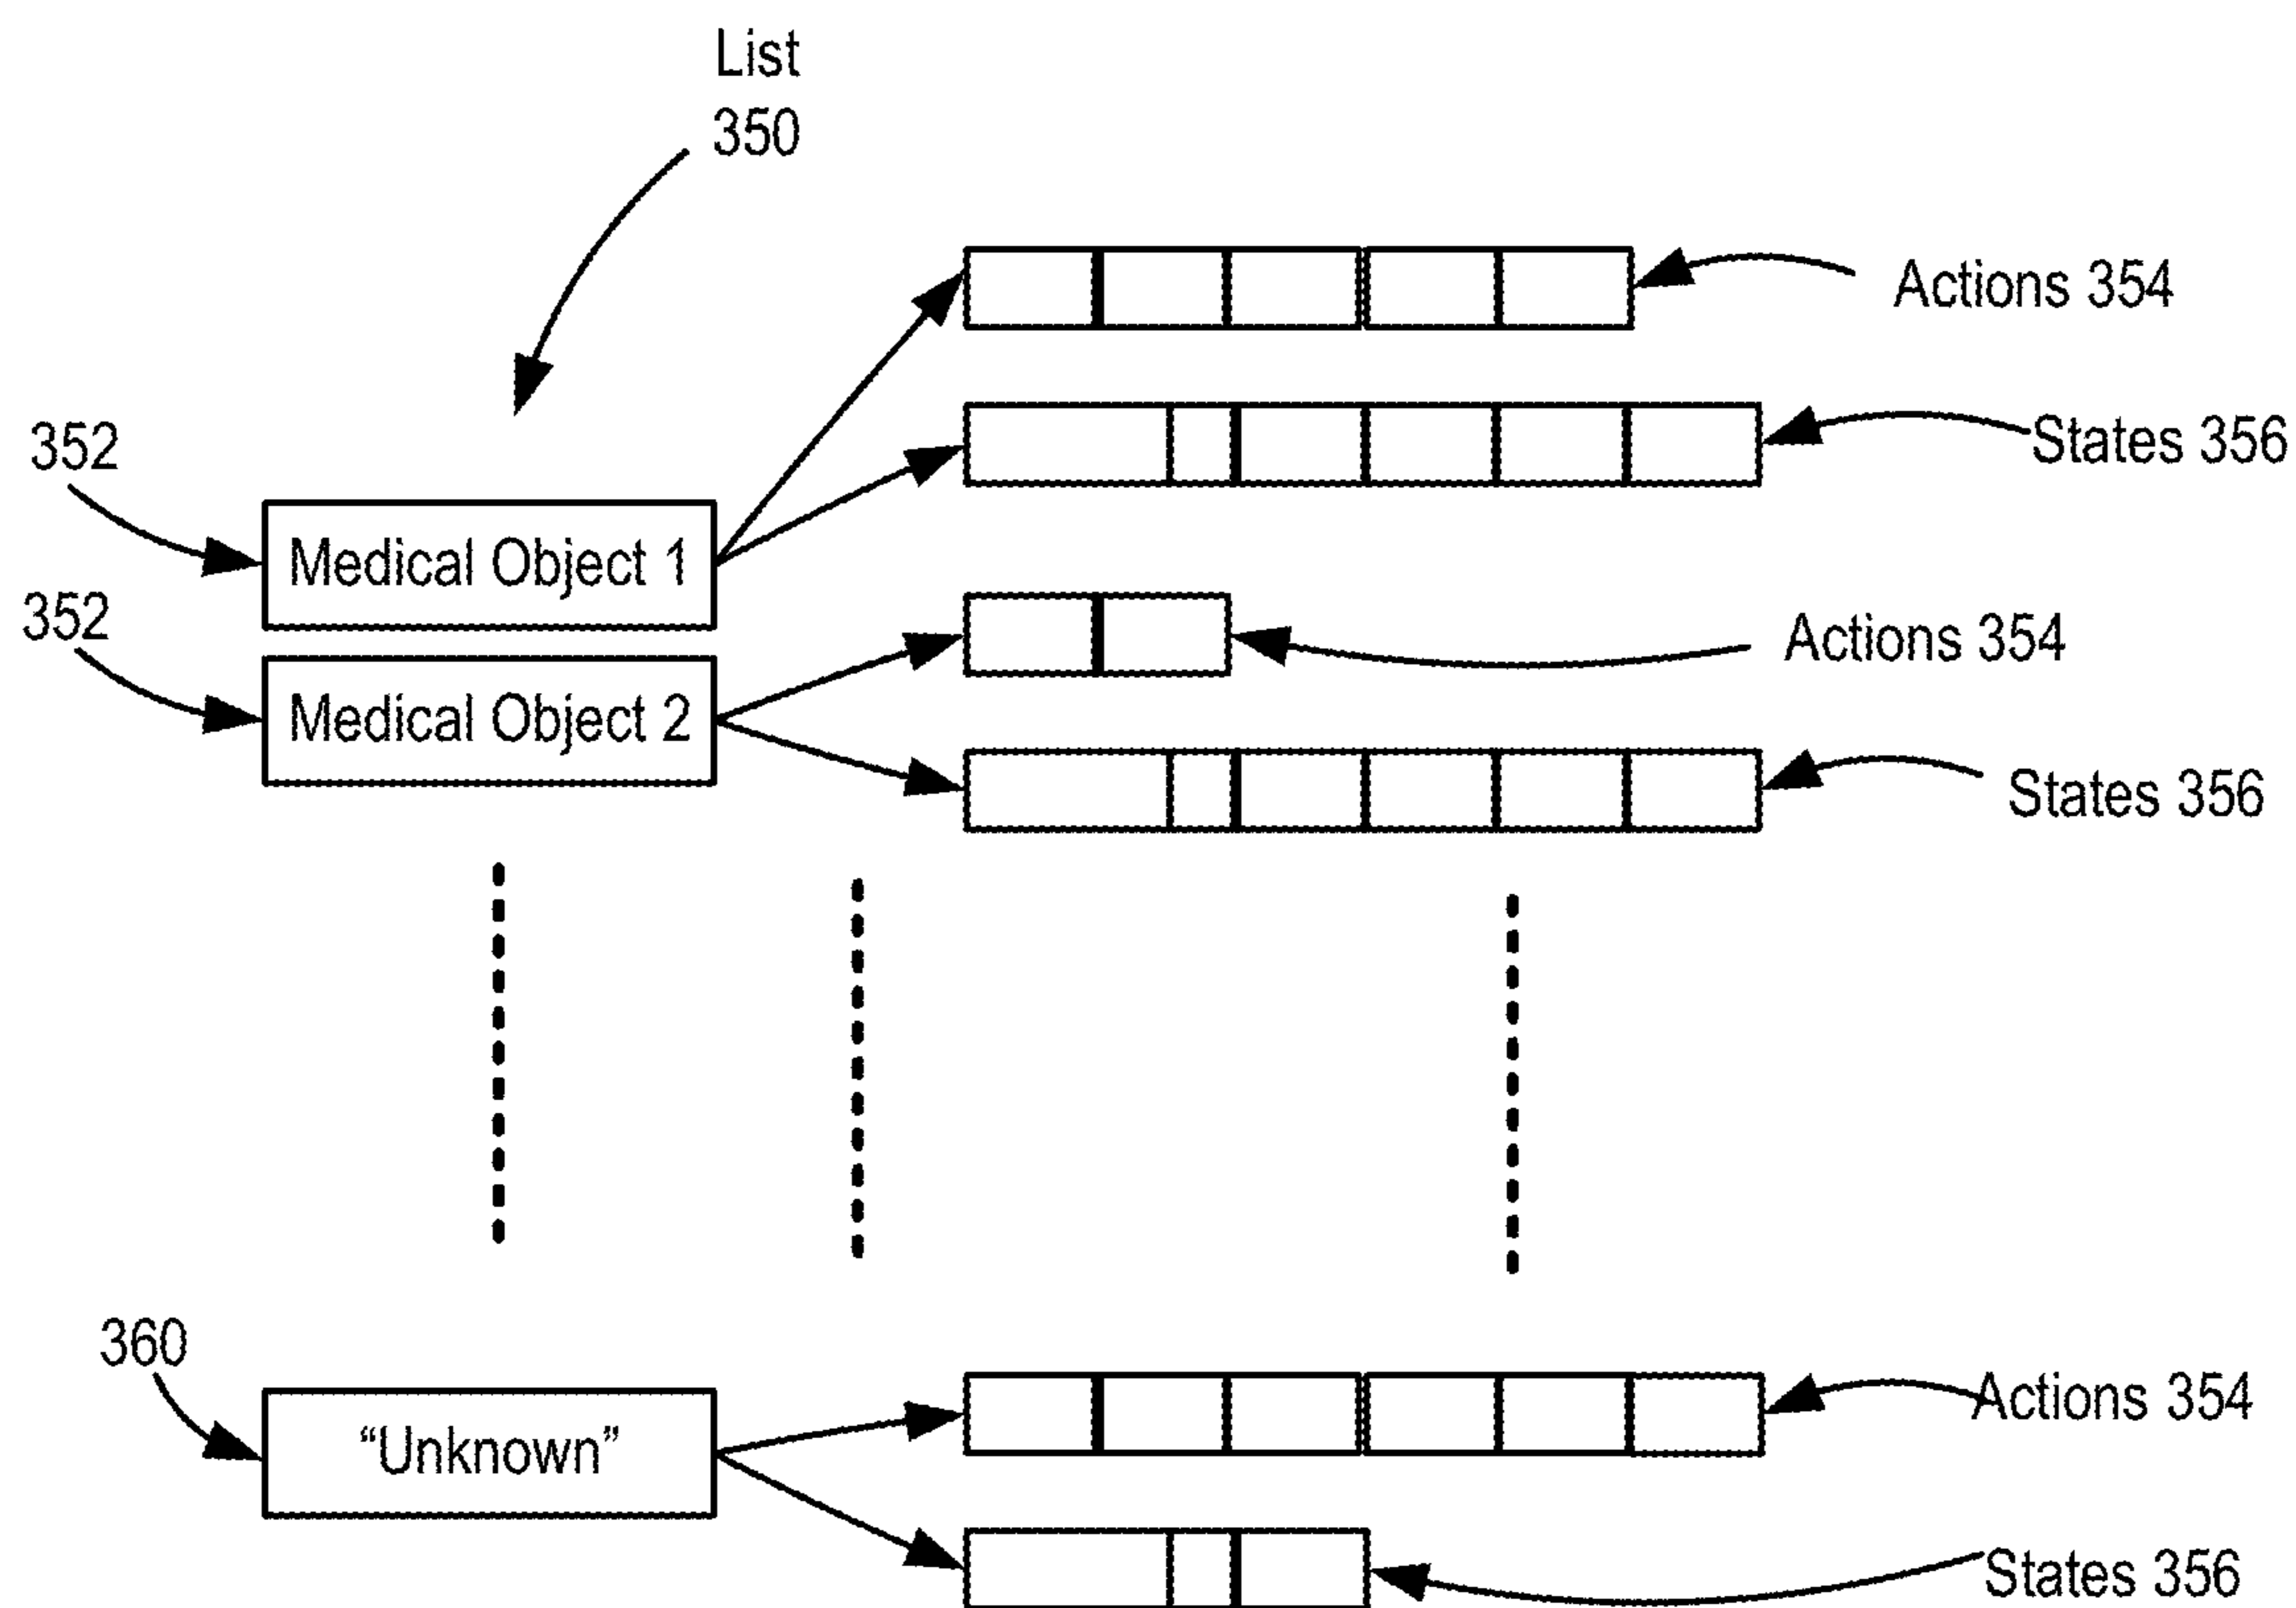 List
350
Actions 354
States 356
352
Medical Object 1
352
Actions 354
Medical Object 2
States 356
360
Actions 354
“Unknown”
States 356